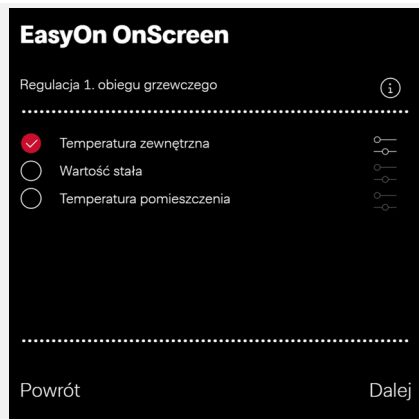 EasyOn OnScreen
Regulacja 1. obiegu grzewczego
i
Temperatura zewnętrzna
Wartość stała
Temperatura pomieszczenia
Powrót Dalej